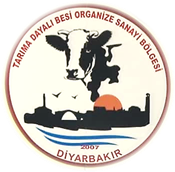 TARIMA DAYALI BESİ ORGANİZE SANAYİ BÖLGESİ
2007
DİYARBAKIR